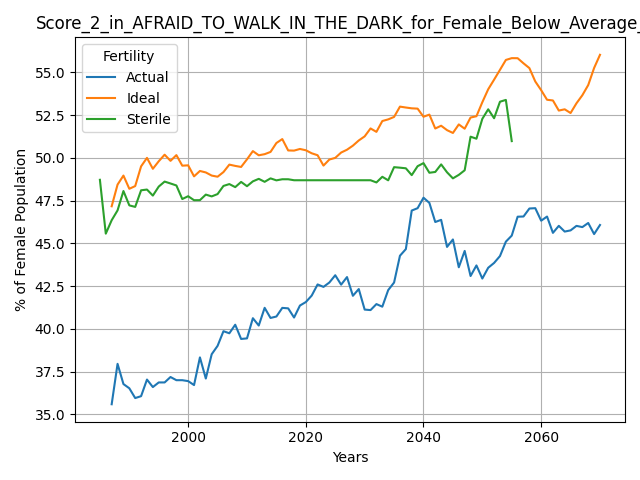 Score_2_in_AFRAID_TO_WALK_IN_THE_DARK_for_Female_Below_Average_
Fertility
Actual
Ideal
Sterile
% of Female Population
55.0
52.5
50.0
47.5
45.0
42.5
40.0
37.5
35.0
2000
2020
2040
2060
Years